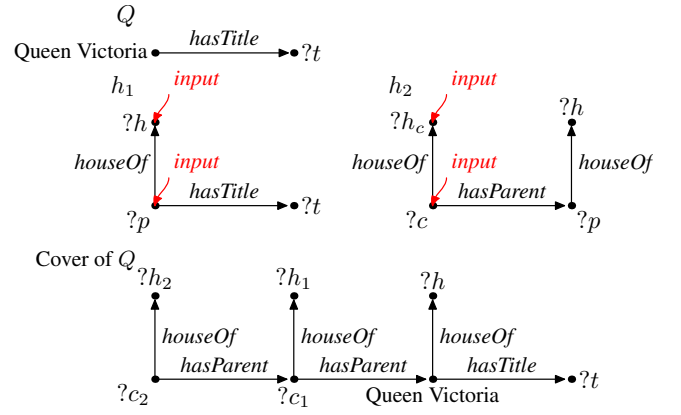 Q
Queen Victoria hasTitle ?t
h₁ input h₂ input
?h ?h_c ?h
houseOf input houseOf input houseOf
hasTitle hasParent
?p ?t ?c ?p
Cover of Q
?h₂ ?h₁ ?h
houseOf houseOf houseOf
hasParent hasParent hasTitle
?c₂ ?c₁ Queen Victoria ?t